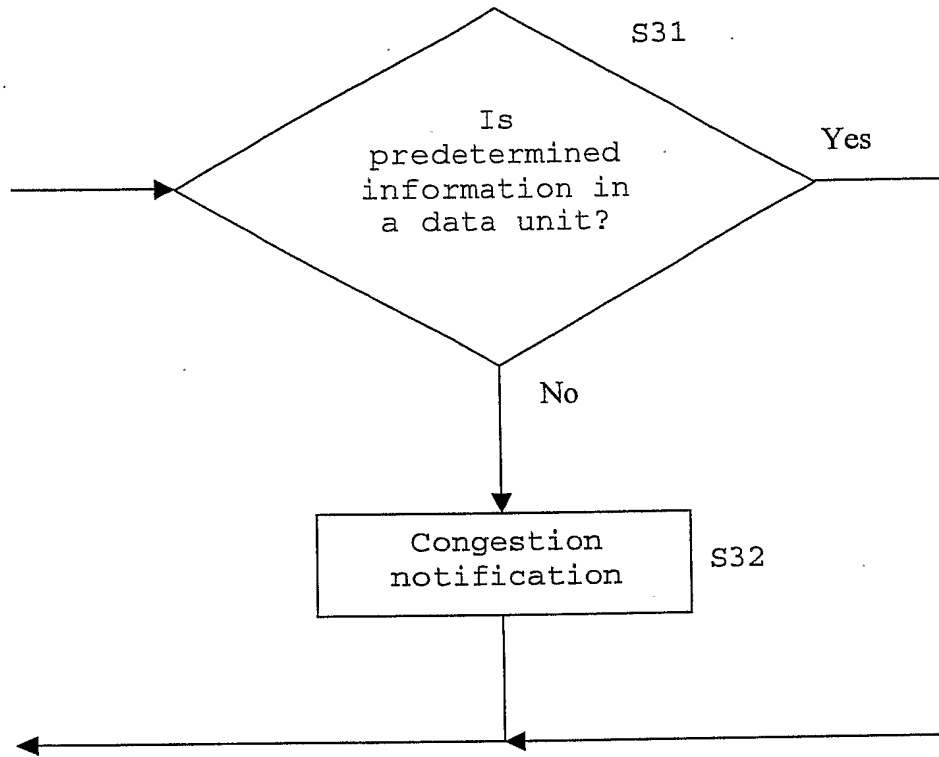 S31
Is
predetermined
information in
a data unit?
Yes
No
Congestion
notification
S32